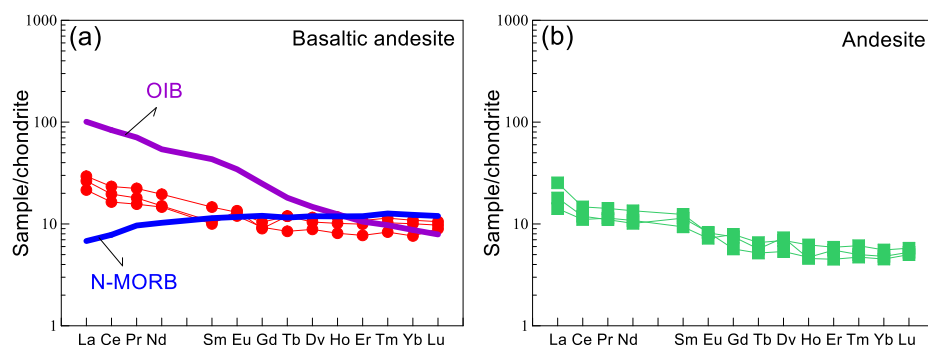 1000
(a)
Basaltic andesite
OIB
100
10
N-MORB
1
Sample/chondrite
La Ce Pr Nd Sm Eu Gd Tb Dy Ho Er Tm Yb Lu
1000
(b)
Andesite
100
10
1
Sample/chondrite
La Ce Pr Nd Sm Eu Gd Tb Dy Ho Er Tm Yb Lu